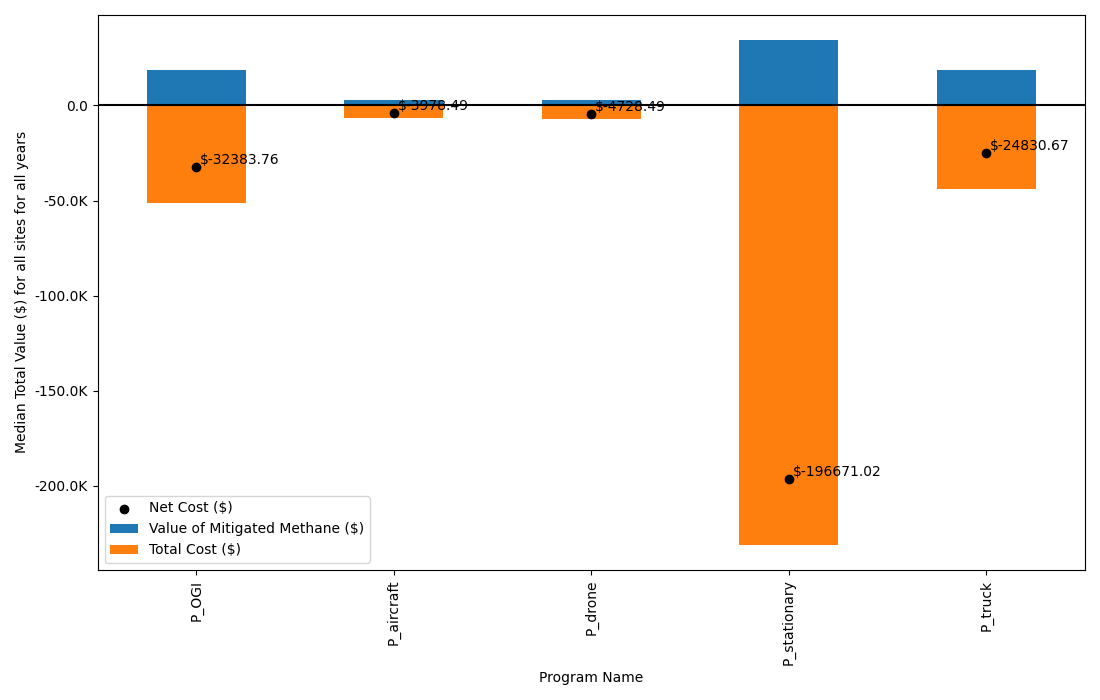 Median Total Value ($) for all sites for all years
0.0
-50.0K
-100.0K
-150.0K
-200.0K
$-32383.76
$-3978.49
$-4728.49
$-196671.02
$-24830.67
Net Cost ($)
Value of Mitigated Methane ($)
Total Cost ($)
P_OGI
P_aircraft
P_drone
P_stationary
P_truck
Program Name